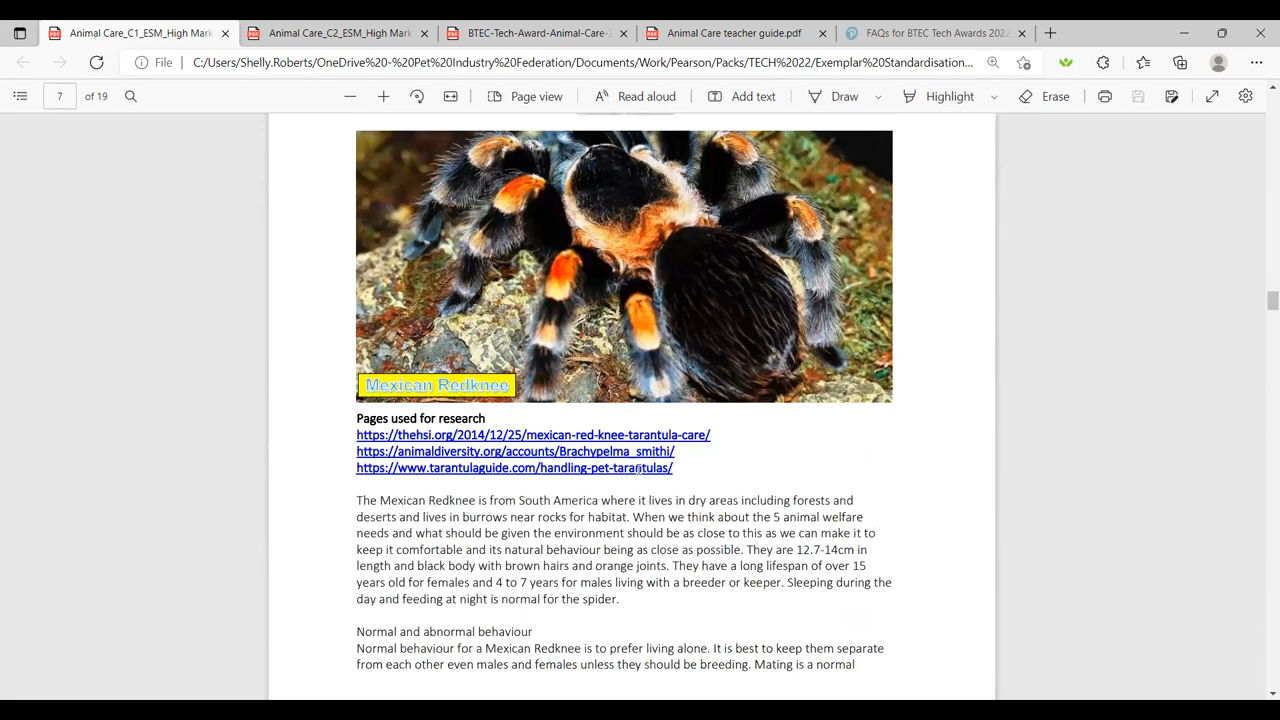 Animal Care_C1_ESM_High Mark
Animal Care_C2_ESM_High Mark
BTEC-Tech-Award-Animal-Care-2
Animal Care teacher guide.pdf
FAQs for BTEC Tech Awards 2022
File
C:/Users/Shelly.Roberts/OneDrive%20-%20Pet%20Industry%20Federation/Documents/Work/Pearson/Packs/TECH%2022/Exemplar%20Standardisation...
7 of 19
Page view
Read aloud
Add text
Draw
Highlight
Erase
Mexican Redknee
Pages used for research
https://thehsi.org/2014/12/25/mexican-red-knee-tarantula-care/
https://animaldiversity.org/accounts/Brachypelma_smithi/
https://www.tarantulaguide.com/handling-pet-tarantulas/
The Mexican Redknee is from South America where it lives in dry areas including forests and
deserts and lives in burrows near rocks for habitat. When we think about the 5 animal welfare
needs and what should be given the environment should be as close to this as we can make it to
keep it comfortable and its natural behaviour being as close as possible. They are 12.7-14cm in
length and black body with brown hairs and orange joints. They have a long lifespan of over 15
years old for females and 4 to 7 years for males living with a breeder or keeper. Sleeping during the
day and feeding at night is normal for the spider.
Normal and abnormal behaviour
Normal behaviour for a Mexican Redknee is to prefer living alone. It is best to keep them separate
from each other even males and females unless they should be breeding. Mating is a normal